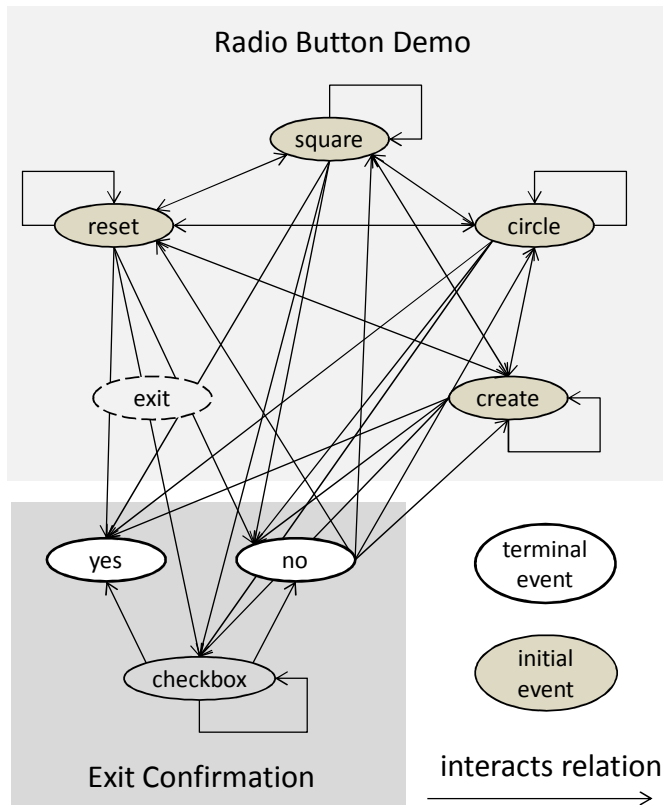 Radio Button Demo
square
reset
circle
exit
create
yes
no
terminal
event
checkbox
initial
event
Exit Confirmation
interacts relation